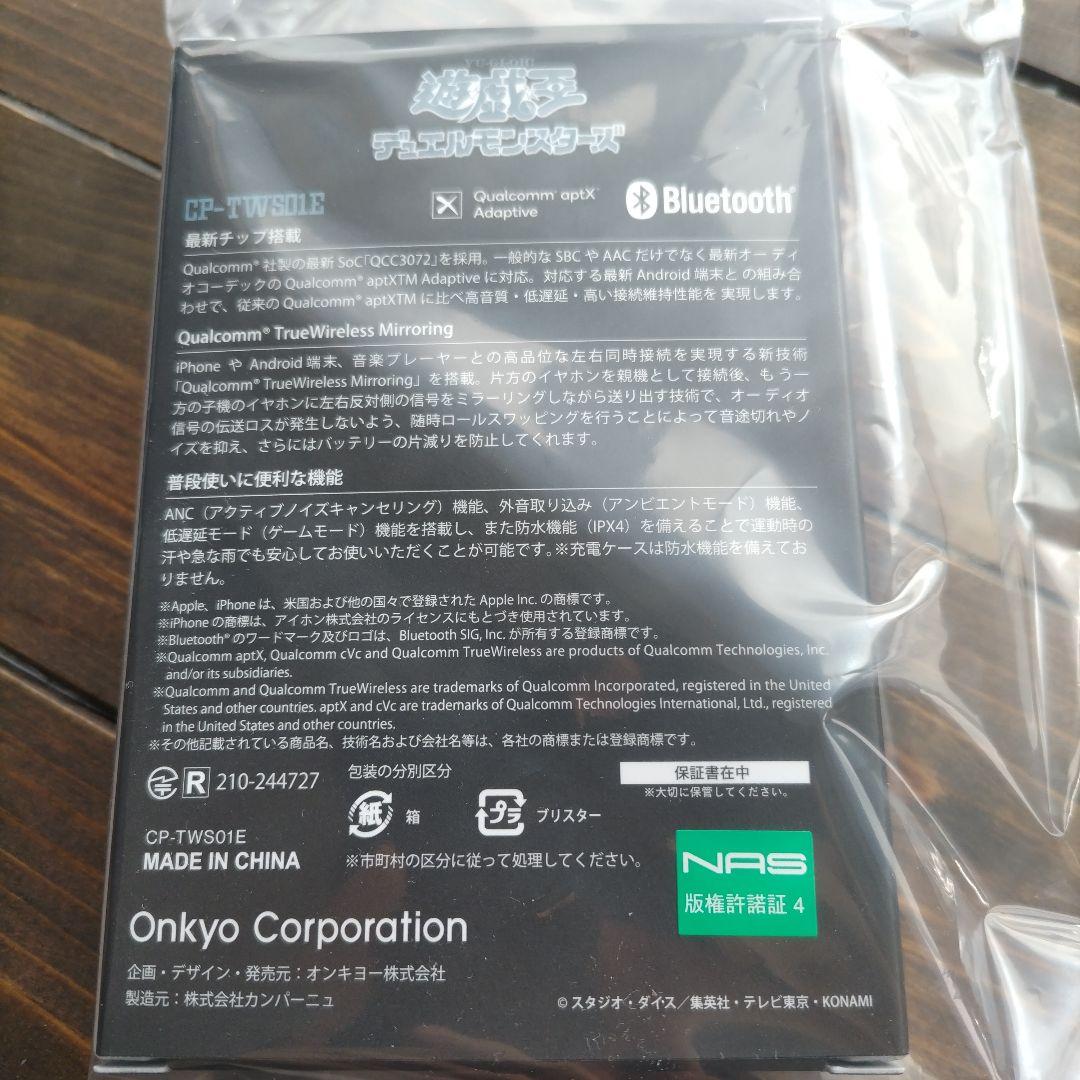 YU-GI-OH!
遊戯王
デュエルモンスターズ
CP-TWS01E
Qualcomm® aptX™
Adaptive
Bluetooth®
最新チップ搭載
Qualcomm® 社製の最新 SoC「QCC3072」を採用。一般的な SBC や AAC だけでなく最新オーディ
オコーデックの Qualcomm® aptXTM Adaptive に対応。対応する最新 Android 端末と の組み合
わせで、従来の Qualcomm® aptXTM に比べ高音質・低遅延・高い接続維持性能を 実現します。
Qualcomm® TrueWireless Mirroring
iPhone や Android 端末、音楽プレーヤーとの高品位な左右同時接続を実現する新技術
「Qualcomm® TrueWireless Mirroring」を搭載。片方のイヤホンを親機として接続後、もう一
方の子機のイヤホンに左右反対側の信号をミラーリングしながら送り出す技術で、オーディオ
信号の伝送ロスが発生しないよう、随時ロールスワッピングを行うことによって音途切れやノ
イズを抑え、さらにはバッテリーの片減りを防止してくれます。
普段使いに便利な機能
ANC（アクティブノイズキャンセリング）機能、外音取り込み（アンビエントモード）機能、
低遅延モード（ゲームモード）機能を搭載し、また防水機能（IPX4）を備えることで運動時の
汗や急な雨でも安心してお使いいただくことが可能です。※充電ケースは防水機能を備えてお
りません。
※Apple、iPhone は、米国および他の国々で登録された Apple Inc. の商標です。
※iPhone の商標は、アイホン株式会社のライセンスにもとづき使用されています。
※Bluetooth® のワードマーク及びロゴは、Bluetooth SIG, Inc. が所有する登録商標です。
※Qualcomm aptX, Qualcomm cVc and Qualcomm TrueWireless are products of Qualcomm Technologies, Inc.
and/or its subsidiaries.
※Qualcomm and Qualcomm TrueWireless are trademarks of Qualcomm Incorporated, registered in the United
States and other countries. aptX and cVc are trademarks of Qualcomm Technologies International, Ltd., registered
in the United States and other countries.
※その他記載されている商品名、技術名および会社名等は、各社の商標または登録商標です。
R 210-244727
包装の分別区分
紙 箱
プラ ブリスター
保証書在中
※大切に保管してください。
CP-TWS01E
MADE IN CHINA
※市町村の区分に従って処理してください。
NAS
版権許諾証 4
Onkyo Corporation
企画・デザイン・発売元：オンキヨー株式会社
製造元：株式会社カンパーニュ
© スタジオ・ダイス／集英社・テレビ東京・KONAMI